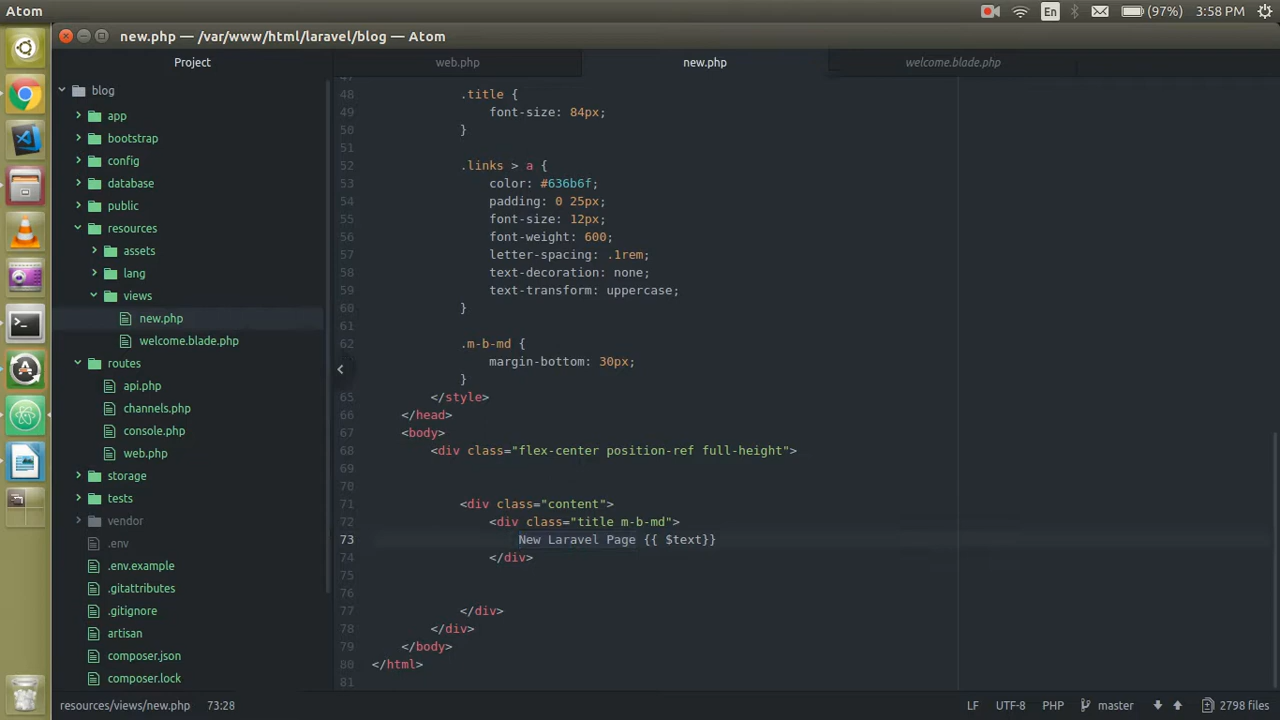 Atom
En
(97%)
3:58 PM
new.php — /var/www/html/laravel/blog — Atom
Project
web.php
new.php
welcome.blade.php
blog
app
bootstrap
config
database
public
resources
assets
lang
views
new.php
welcome.blade.php
routes
api.php
channels.php
console.php
web.php
storage
tests
vendor
.env
.env.example
.gitattributes
.gitignore
artisan
composer.json
composer.lock
47
48 .title {
49 font-size: 84px;
50 }
51
52 .links > a {
53 color: #636b6f;
54 padding: 0 25px;
55 font-size: 12px;
56 font-weight: 600;
57 letter-spacing: .1rem;
58 text-decoration: none;
59 text-transform: uppercase;
60 }
61
62 .m-b-md {
63 margin-bottom: 30px;
64 }
65 </style>
66 </head>
67 <body>
68 <div class="flex-center position-ref full-height">
69
70
71 <div class="content">
72 <div class="title m-b-md">
73 New Laravel Page {{ $text}}
74 </div>
75
76
77 </div>
78 </div>
79 </body>
80 </html>
81
resources/views/new.php 73:28
LF UTF-8 PHP master 2798 files